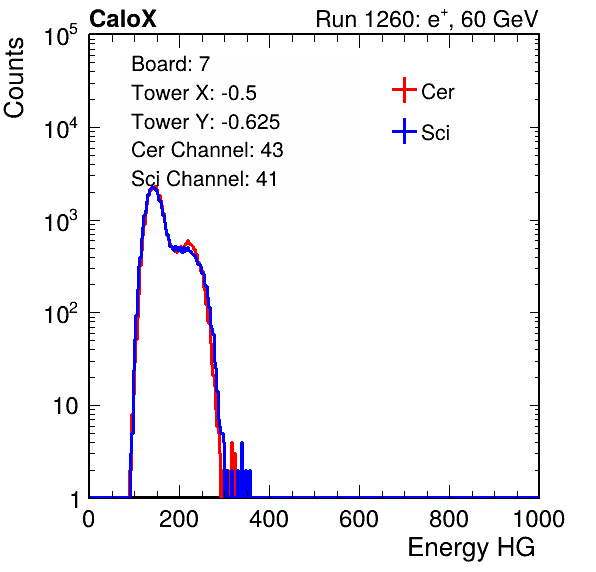 CaloX Run 1260: e+, 60 GeV
Counts
Board: 7
Tower X: -0.5
Tower Y: -0.625
Cer Channel: 43
Sci Channel: 41
Cer
Sci
10^5
10^4
10^3
10^2
10
1
0 200 400 600 800 1000
Energy HG